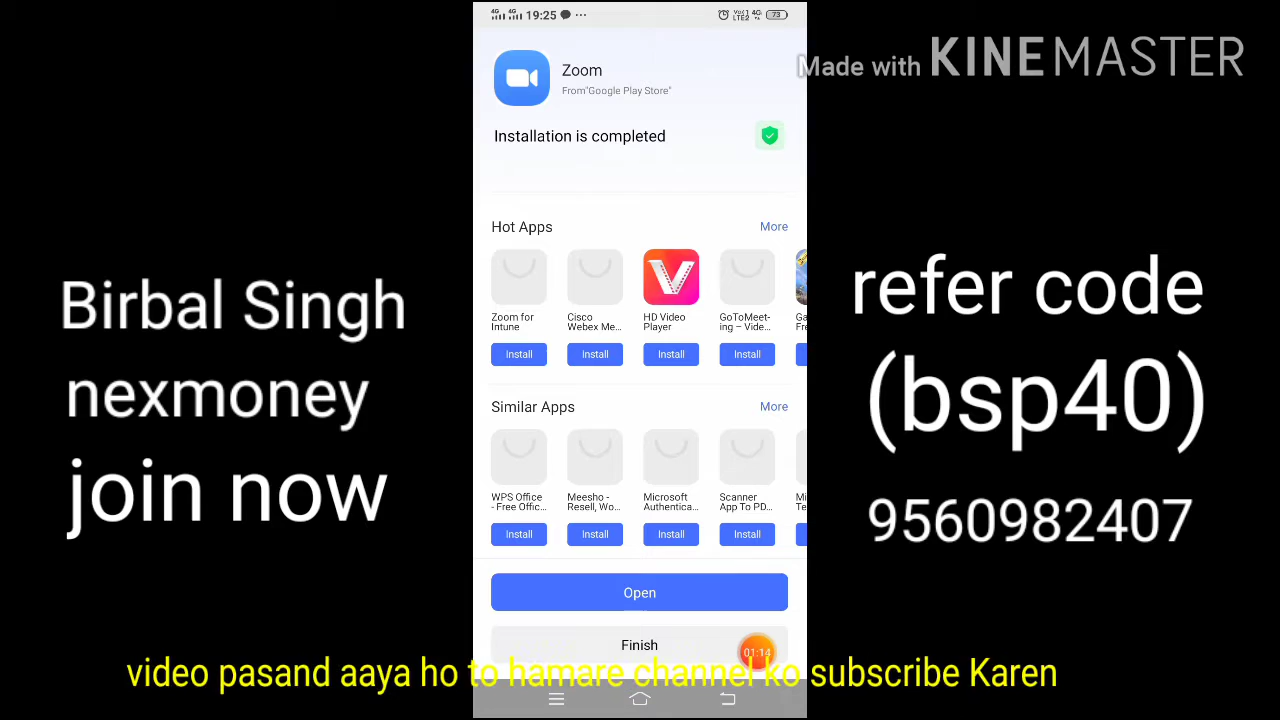 19:25
73
Made with KINEMASTER
Zoom
From"Google Play Store"
Installation is completed
Hot Apps More
Zoom for Intune
Cisco Webex Me...
HD Video Player
GoToMeet-ing – Vide...
Install Install Install Install
Similar Apps More
WPS Office - Free Offic...
Meesho - Resell, Wo...
Microsoft Authentica...
Scanner App To PD...
Install Install Install Install
Open
Finish
01:14
Birbal Singh
nexmoney
join now
refer code
(bsp40)
9560982407
video pasand aaya ho to hamare channel ko subscribe Karen